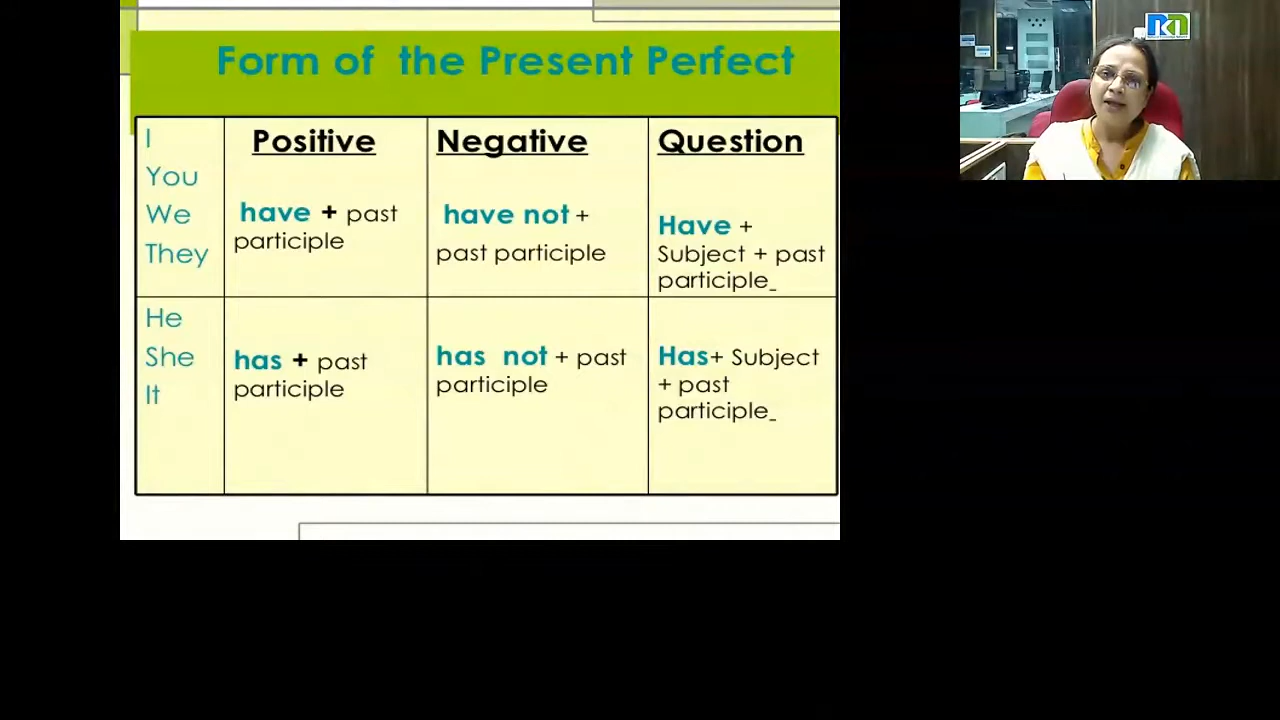 Form of the Present Perfect
I
You
We
They
Positive
have + past
participle
Negative
have not +
past participle
Question
Have +
Subject + past
participle
He
She
It
has + past
participle
has not + past
participle
Has+ Subject
+ past
participle